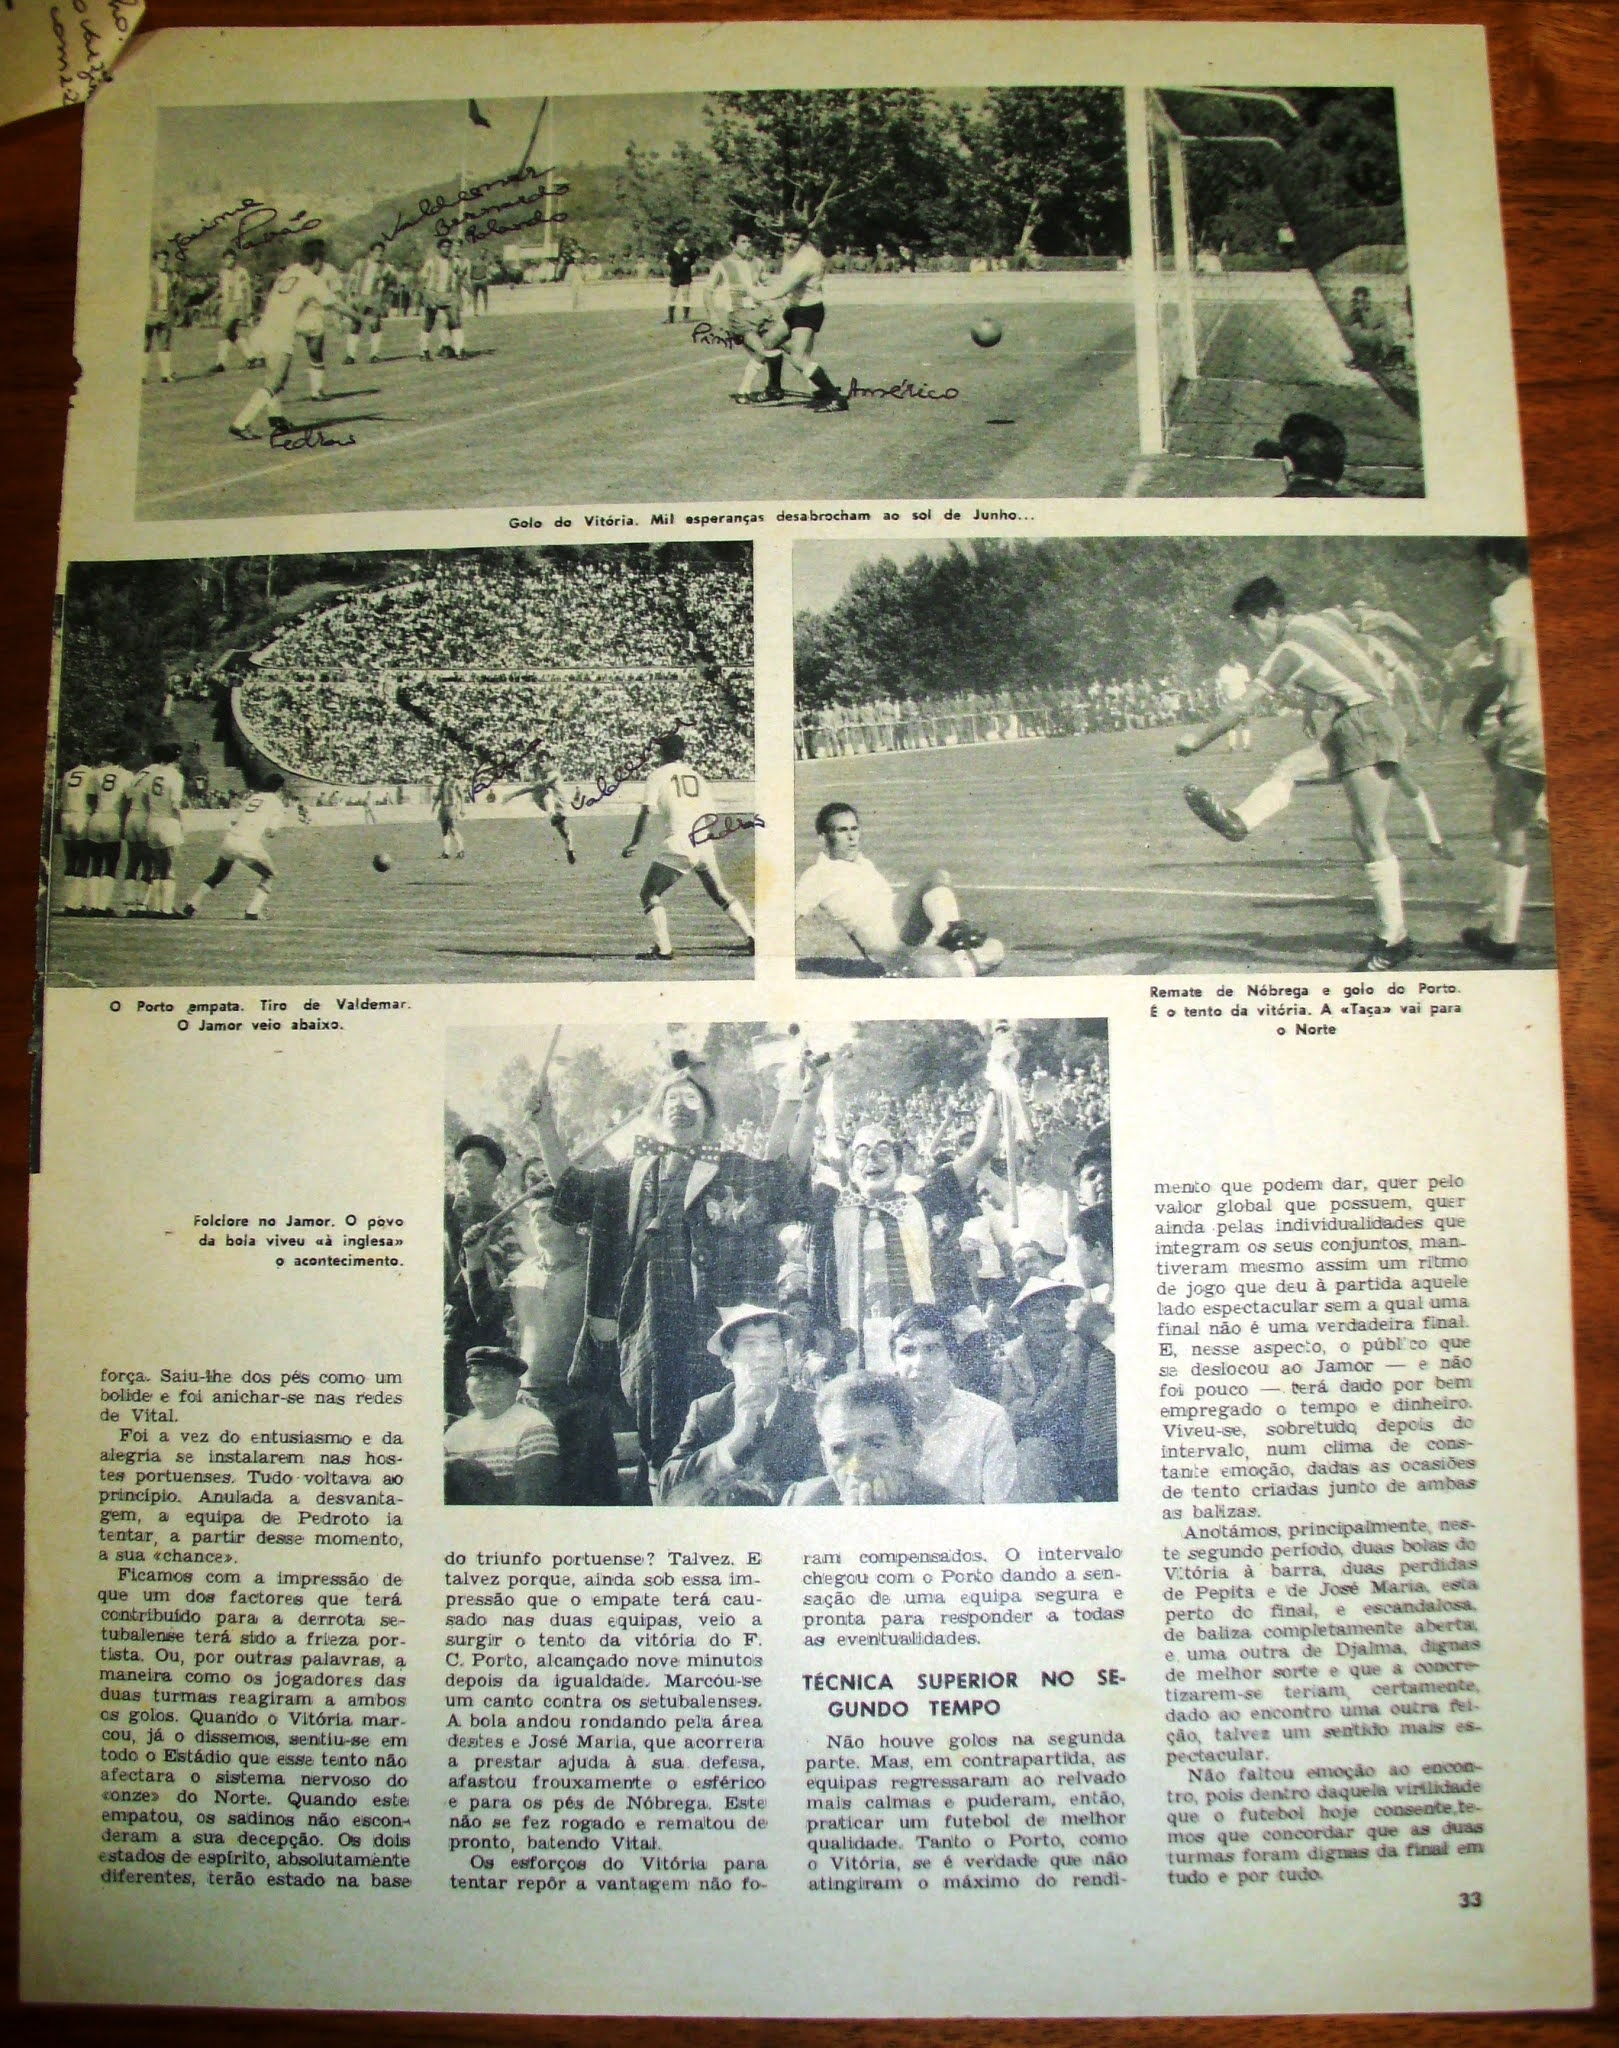 Jaime
Pavão
Valdemar
Bernardo
Rolando
Pinto
Américo
Pedras
Golo do Vitória. Mil esperanças desabrocham ao sol de Junho...
5 8 7 6
9
10
Valdemar
Pedras
O Porto empata. Tiro de Valdemar.
O Jamor veio abaixo.
Remate de Nóbrega e golo do Porto.
É o tento da vitória. A «Taça» vai para
o Norte
Folclore no Jamor. O povo
da bola viveu «à inglesa»
o acontecimento.
força. Saiu-lhe dos pés como um
bolide e foi anichar-se nas redes
de Vital.
Foi a vez do entusiasmo e da
alegria se instalarem nas hos-
tes portuenses. Tudo voltava ao
princípio. Anulada a desvanta-
gem, a equipa de Pedroto ia
tentar, a partir desse momento,
a sua «chance».
Ficamos com a impressão de
que um dos factores que terá
contribuído para a derrota se-
tubalense terá sido a frieza por-
tista. Ou, por outras palavras, a
maneira como os jogadores das
duas turmas reagiram a ambos
os golos. Quando o Vitória mar-
cou, já o dissemos, sentiu-se em
todo o Estádio que esse tento não
afectara o sistema nervoso do
«onze» do Norte. Quando este
empatou, os sadinos não escon-
deram a sua decepção. Os dois
estados de espírito, absolutamente
diferentes, terão estado na base
do triunfo portuense? Talvez. E
talvez porque, ainda sob essa im-
pressão que o empate terá cau-
sado nas duas equipas, veio a
surgir o tento da vitória do F.
C. Porto, alcançado nove minutos
depois da igualdade. Marcou-se
um canto contra os setubalenses.
A bola andou rondando pela área
destes e José Maria, que acorrera
a prestar ajuda à sua defesa,
afastou frouxamente o esférico
e para os pés de Nóbrega. Este
não se fez rogado e rematou de
pronto, batendo Vital.
Os esforços do Vitória para
tentar repôr a vantagem não fo-
ram compensados. O intervalo
chegou com o Porto dando a sen-
sação de uma equipa segura e
pronta para responder a todas
as eventualidades.
TÉCNICA SUPERIOR NO SE-
GUNDO TEMPO
Não houve golos na segunda
parte. Mas, em contrapartida, as
equipas regressaram ao relvado
mais calmas e puderam, então,
praticar um futebol de melhor
qualidade. Tanto o Porto, como
o Vitória, se é verdade que não
atingiram o máximo do rendi-
mento que podem dar, quer pelo
valor global que possuem, quer
ainda pelas individualidades que
integram os seus conjuntos, man-
tiveram mesmo assim um ritmo
de jogo que deu à partida aquele
lado espectacular sem a qual uma
final não é uma verdadeira final.
E, nesse aspecto, o público que
se deslocou ao Jamor — e não
foi pouco — terá dado por bem
empregado o tempo e dinheiro.
Viveu-se, sobretudo, depois do
intervalo, num clima de cons-
tante emoção, dadas as ocasiões
de tento criadas junto de ambas
as balizas.
Anotámos, principalmente, nes-
te segundo período, duas bolas do
Vitória à barra, duas perdidas
de Pepita e de José Maria, esta
perto do final, e escandalosa,
de baliza completamente aberta,
e uma outra de Djalma, dignas
de melhor sorte e que a concre-
tizarem-se teriam, certamente,
dado ao encontro uma outra fei-
ção, talvez um sentido mais es-
pectacular.
Não faltou emoção ao encon-
tro, pois dentro daquela virilidade
que o futebol hoje consente, te-
mos que concordar que as duas
turmas foram dignas da final em
tudo e por tudo.
33